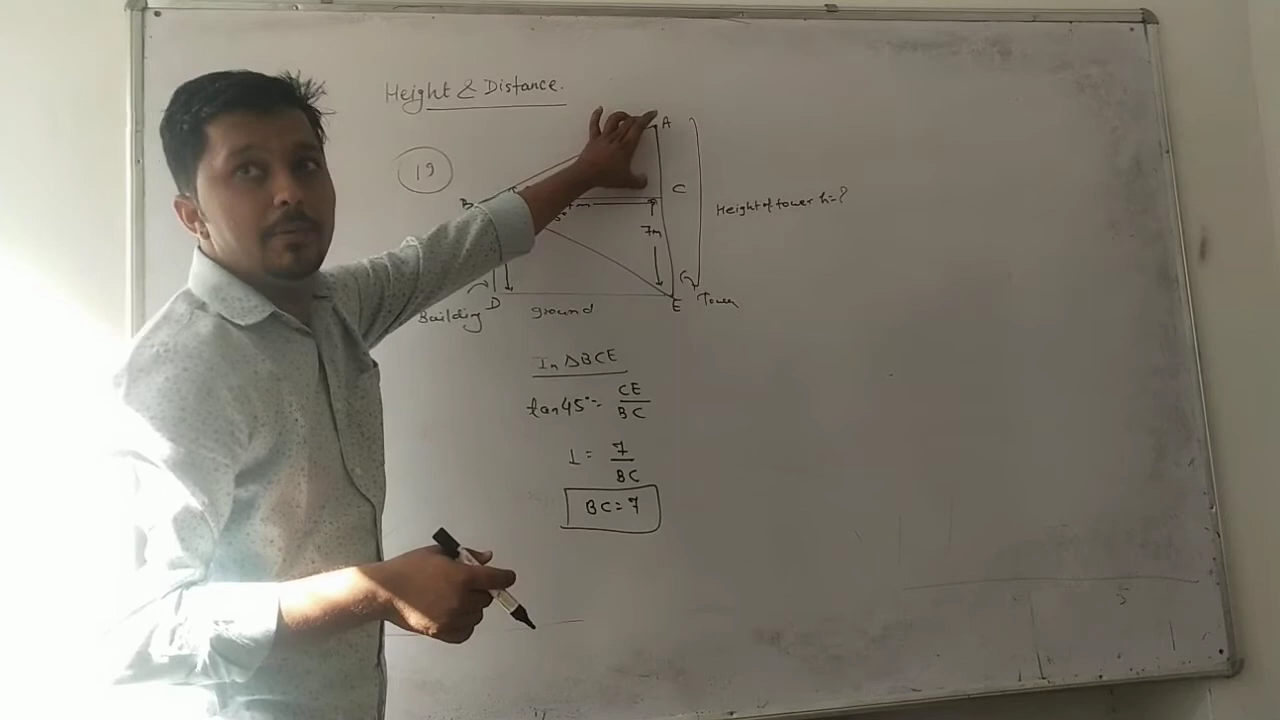 Height & Distance.
19
A
B
C
7m
Height of tower h=?
D
E
Tower
Building
ground
In △BCE
tan45°= CE
BC
1 = 7
BC
BC=7